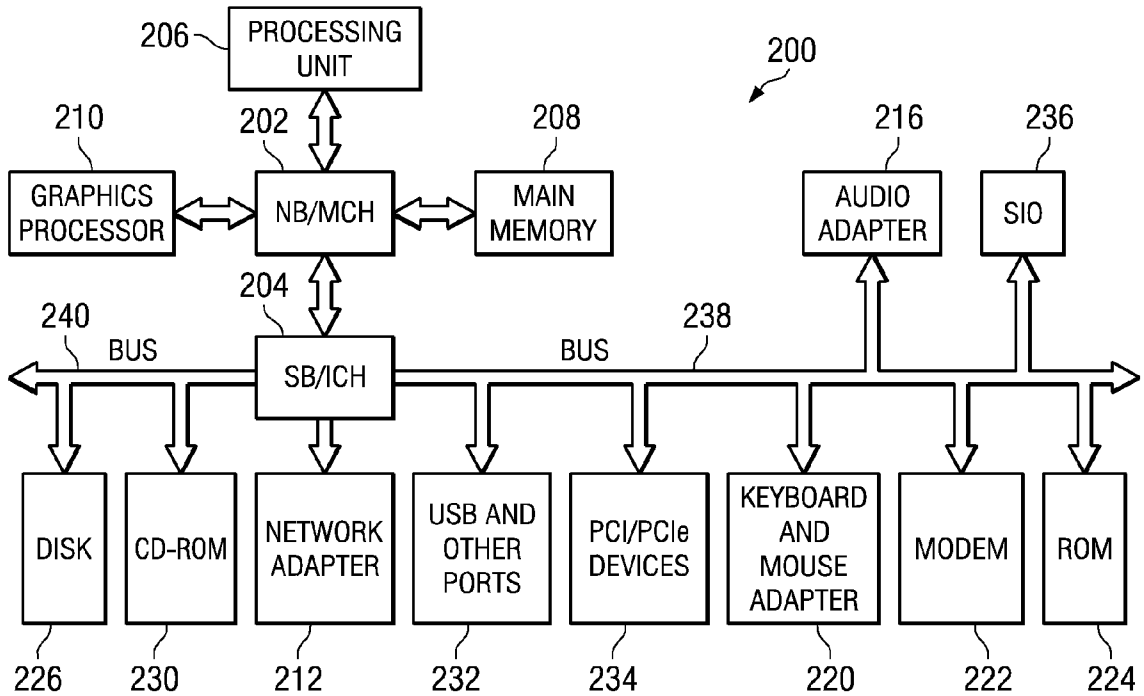 206
PROCESSING
UNIT
200
210
202
208
216
236
GRAPHICS
PROCESSOR
NB/MCH
MAIN
MEMORY
AUDIO
ADAPTER
SIO
204
240
BUS
SB/ICH
BUS
238
DISK
CD-ROM
NETWORK
ADAPTER
USB AND
OTHER
PORTS
PCI/PCIe
DEVICES
KEYBOARD
AND
MOUSE
ADAPTER
MODEM
ROM
226
230
212
232
234
220
222
224